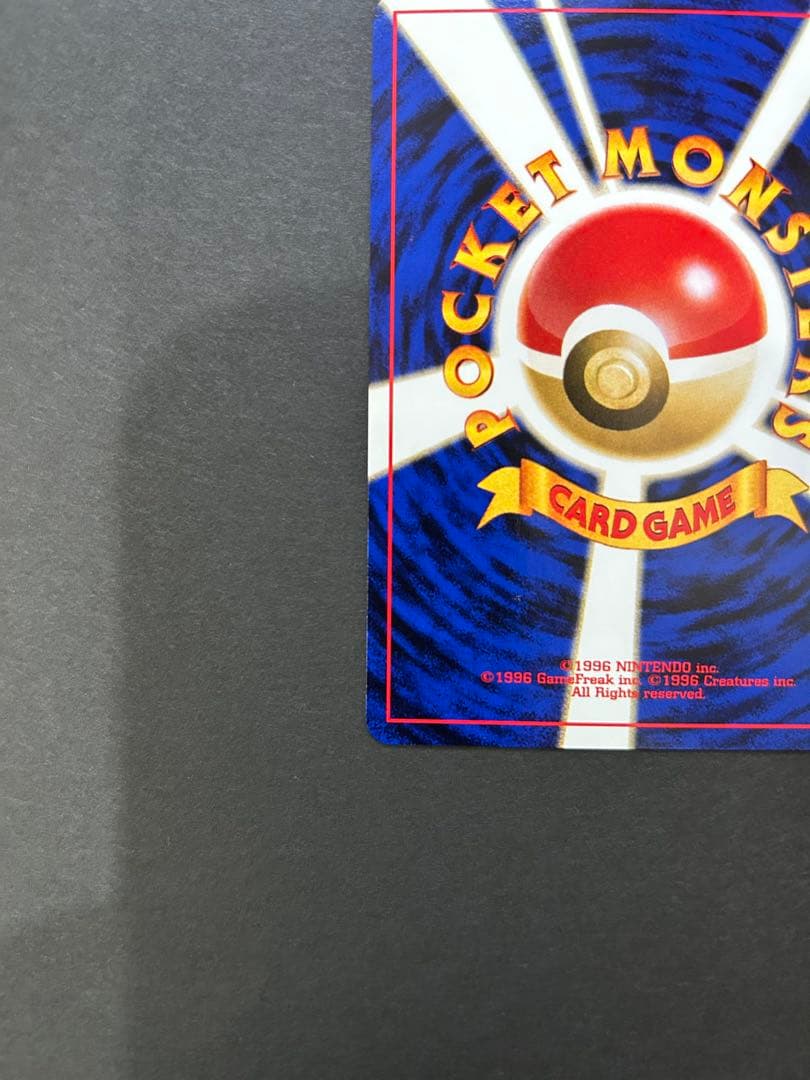 POCKET MONSTERS
CARD GAME
©1996 NINTENDO inc.
©1996 GameFreak inc. ©1996 Creatures inc.
All Rights reserved.